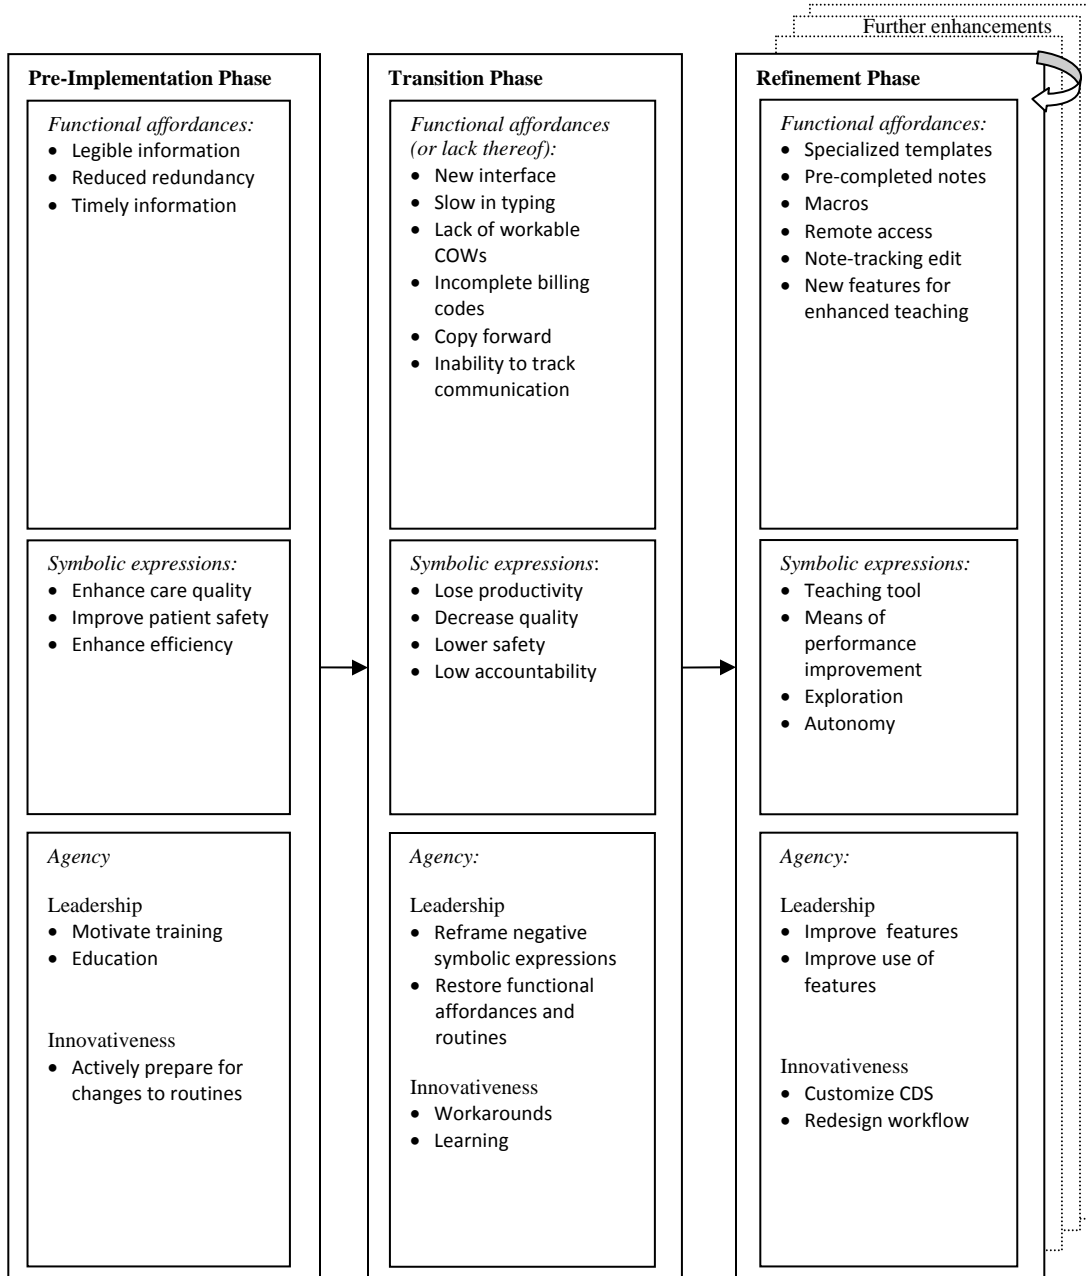 Further enhancements
Pre-Implementation Phase
Functional affordances:
• Legible information
• Reduced redundancy
• Timely information
Symbolic expressions:
• Enhance care quality
• Improve patient safety
• Enhance efficiency
Agency
Leadership
• Motivate training
• Education
Innovativeness
• Actively prepare for
changes to routines
Transition Phase
Functional affordances
(or lack thereof):
• New interface
• Slow in typing
• Lack of workable
COWs
• Incomplete billing
codes
• Copy forward
• Inability to track
communication
Symbolic expressions:
• Lose productivity
• Decrease quality
• Lower safety
• Low accountability
Agency:
Leadership
• Reframe negative
symbolic expressions
• Restore functional
affordances and
routines
Innovativeness
• Workarounds
• Learning
Refinement Phase
Functional affordances:
• Specialized templates
• Pre-completed notes
• Macros
• Remote access
• Note-tracking edit
• New features for
enhanced teaching
Symbolic expressions:
• Teaching tool
• Means of
performance
improvement
• Exploration
• Autonomy
Agency:
Leadership
• Improve features
• Improve use of
features
Innovativeness
• Customize CDS
• Redesign workflow